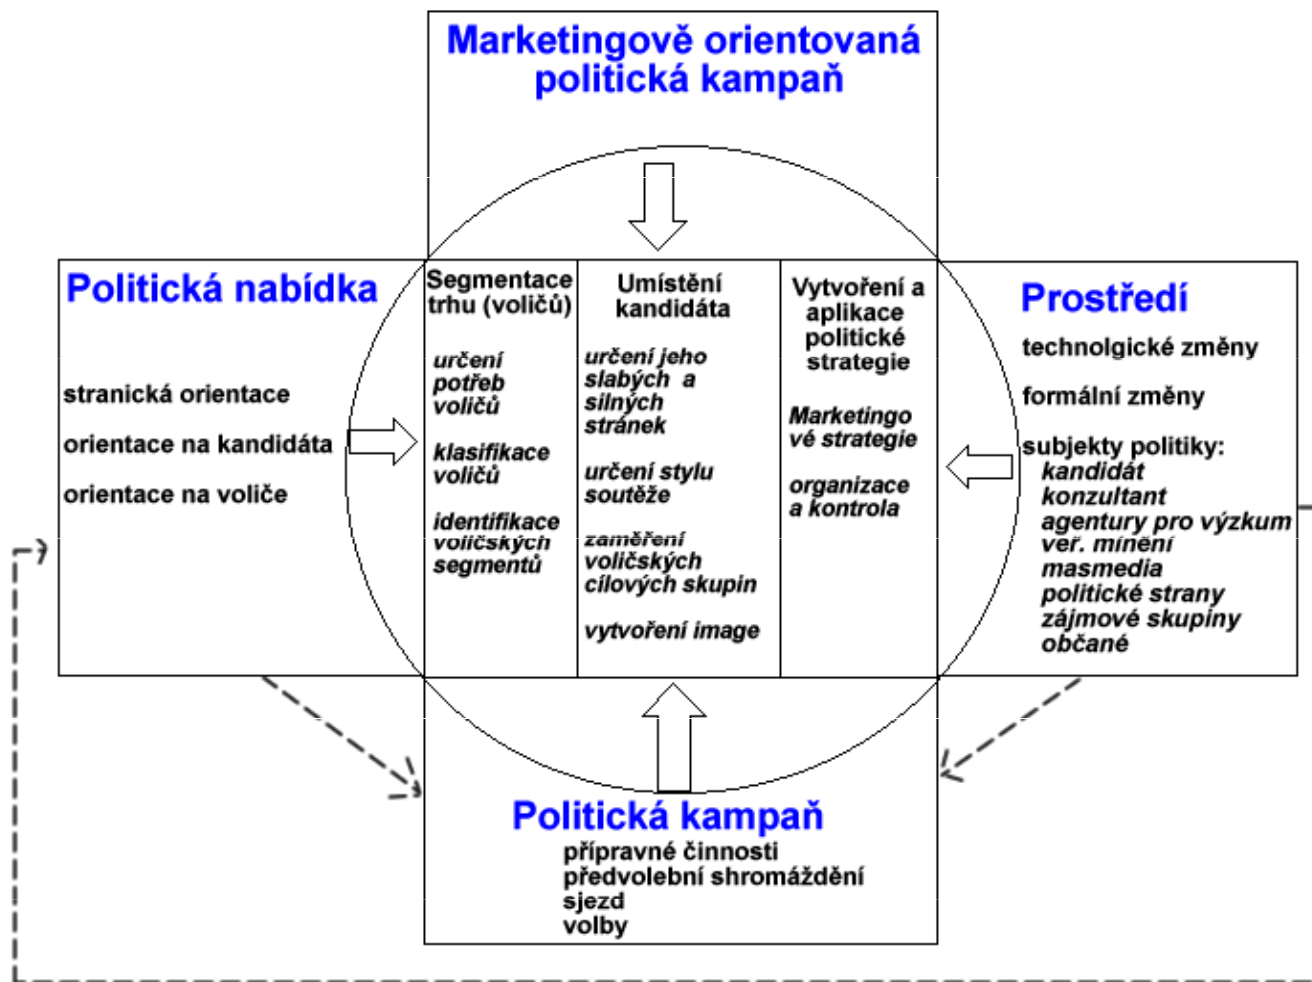 Marketingově orientovaná
politická kampaň
Politická nabídka
stranická orientace
orientace na kandidáta
orientace na voliče
Segmentace
trhu (voličů)
určení
potřeb
voličů
klasifikace
voličů
identifikace
voličských
segmentů
Umístění
kandidáta
určení jeho
slabých a
silných
stránek
určení stylu
soutěže
zaměření
voličských
cílových skupin
vytvoření image
Vytvoření a
aplikace
politické
strategie
Marketingo
vé strategie
organizace
a kontrola
Prostředí
technolgické změny
formální změny
subjekty politiky:
kandidát
konzultant
agentury pro výzkum
veř. mínění
masmedia
politické strany
zájmové skupiny
občané
Politická kampaň
přípravné činnosti
předvolební shromáždění
sjezd
volby